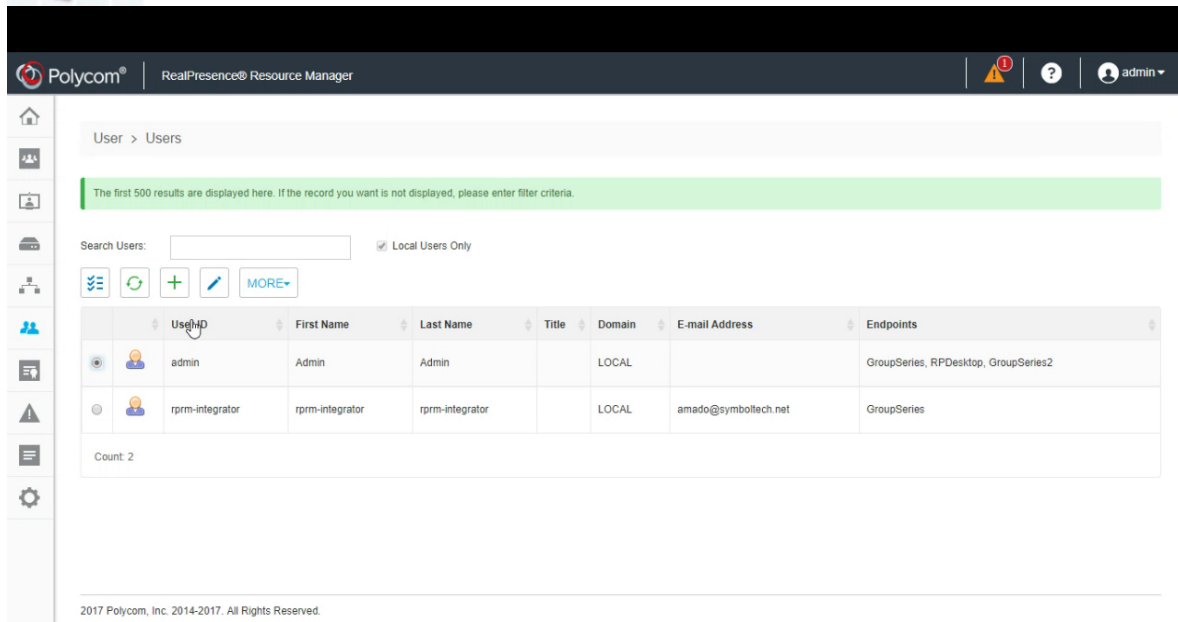 Polycom® RealPresence® Resource Manager 1 ? admin
User > Users
The first 500 results are displayed here. If the record you want is not displayed, please enter filter criteria.
Search Users: Local Users Only
MORE
First Name Last Name Title Domain E-mail Address Endpoints
admin Admin Admin LOCAL GroupSeries, RPDesktop, GroupSeries2
rprm-integrator rprm-integrator rprm-integrator LOCAL amado@symboltech.net GroupSeries
Count: 2
2017 Polycom, Inc. 2014-2017. All Rights Reserved.